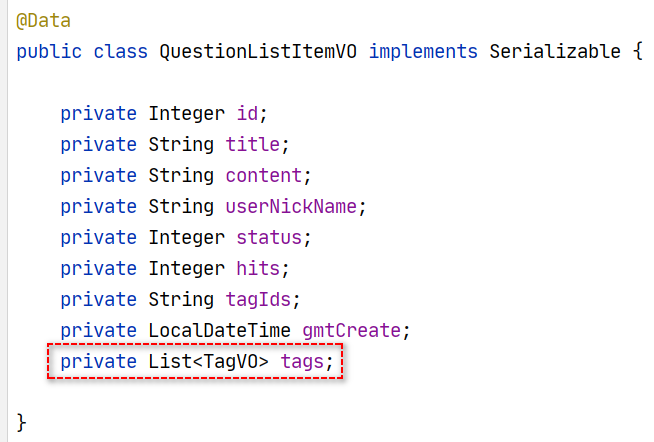 @Data
public class QuestionListItemVO implements Serializable {
private Integer id;
private String title;
private String content;
private String userNickName;
private Integer status;
private Integer hits;
private String tagIds;
private LocalDateTime gmtCreate;
private List<TagVO> tags;
}